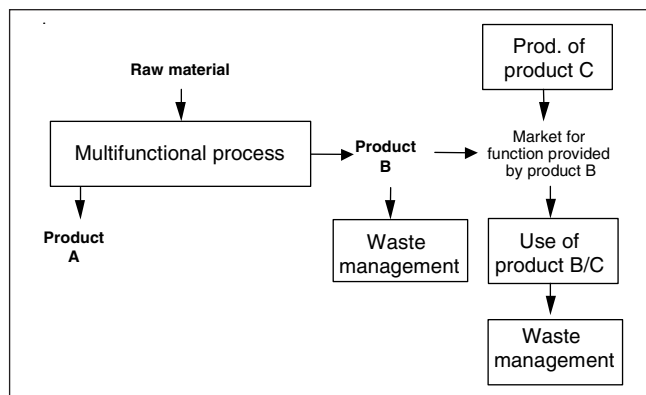 Raw material
Multifunctional process
Product
A
Product
B
Waste
management
Prod. of
product C
Market for
function provided
by product B
Use of
product B/C
Waste
management